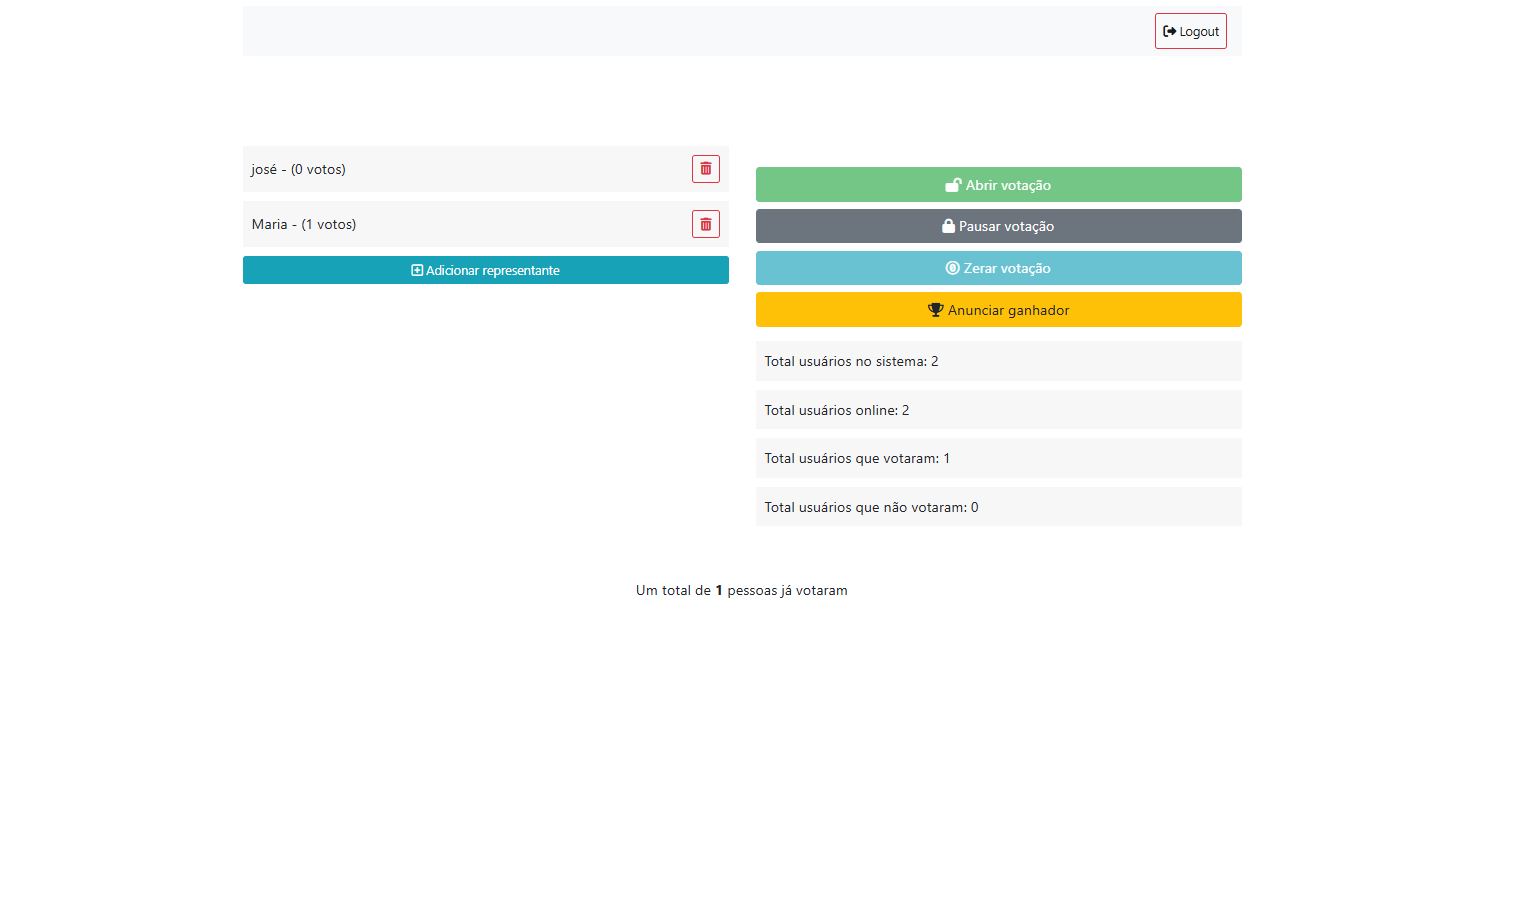 Logout
josé - (0 votos)
Maria - (1 votos)
Adicionar representante
Abrir votação
Pausar votação
Zerar votação
Anunciar ganhador
Total usuários no sistema: 2
Total usuários online: 2
Total usuários que votaram: 1
Total usuários que não votaram: 0
Um total de 1 pessoas já votaram